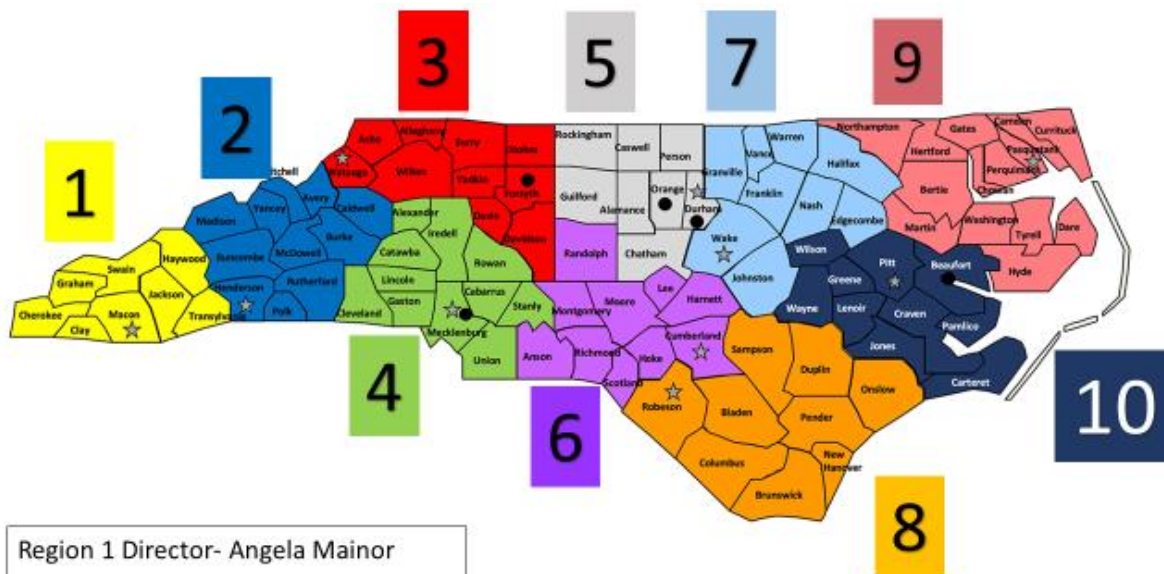 3
5
7
9
2
1
Ashe
Alleghany
Surry
Stokes
Watauga
Wilkes
Yadkin
Forsyth
Davie
Davidson
Rockingham
Caswell
Person
Guilford
Alamance
Orange
Durham
Chatham
Granville
Vance
Warren
Halifax
Franklin
Nash
Edgecombe
Wake
Johnston
Northampton
Gates
Camden
Currituck
Pasquotank
Perquimans
Chowan
Hertford
Bertie
Martin
Washington
Tyrell
Dare
Hyde
itchell
Avery
Yancey
Caldwell
Madison
Burke
McDowell
Buncombe
Rutherford
Henderson
Polk
Haywood
Swain
Graham
Jackson
Cherokee
Macon
Clay
Transylvania
Alexander
Iredell
Catawba
Rowan
Lincoln
Gaston
Cleveland
Cabarrus
Stanly
Mecklenburg
Union
Randolph
Montgomery
Moore
Lee
Harnett
Anson
Richmond
Hoke
Cumberland
Scotland
Wilson
Pitt
Beaufort
Greene
Wayne
Lenoir
Craven
Pamlico
Jones
Carteret
Sampson
Duplin
Onslow
Robeson
Bladen
Pender
Columbus
New
Hanover
Brunswick
4
6
10
8
Region 1 Director- Angela Mainor